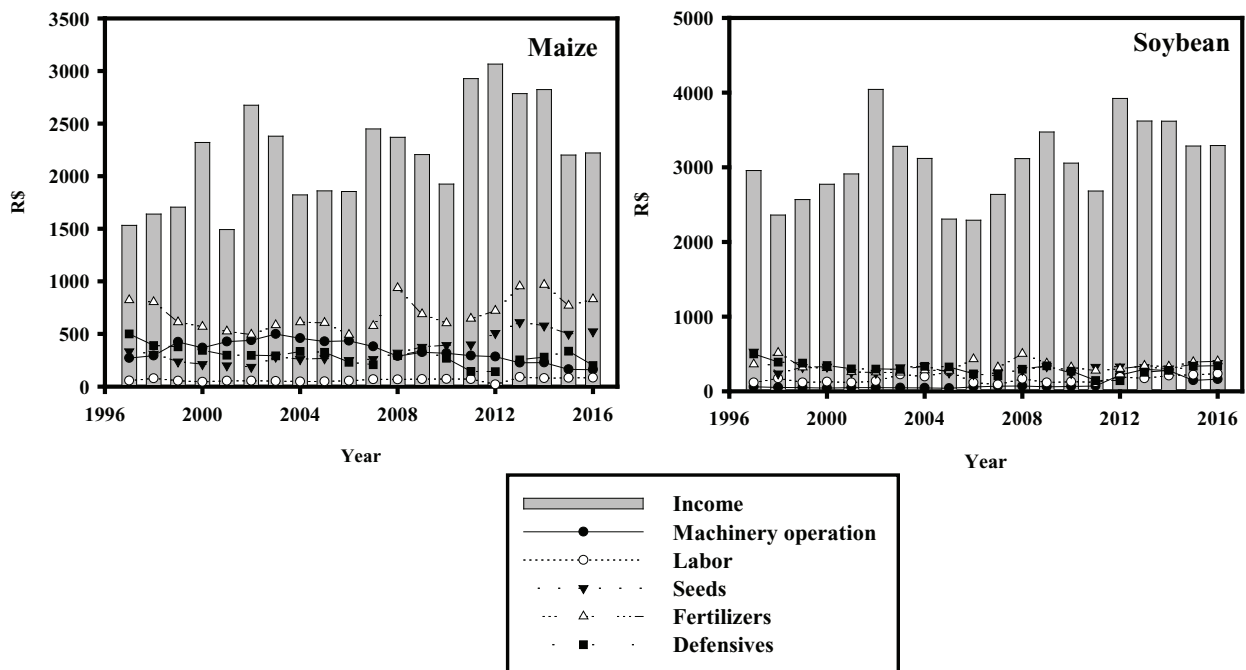 Maize
3500
3000
2500
2000
1500
1000
500
0
R$
1996 2000 2004 2008 2012 2016
Year
Soybean
5000
4000
3000
2000
1000
0
R$
1996 2000 2004 2008 2012 2016
Year
Income
Machinery operation
Labor
Seeds
Fertilizers
Defensives